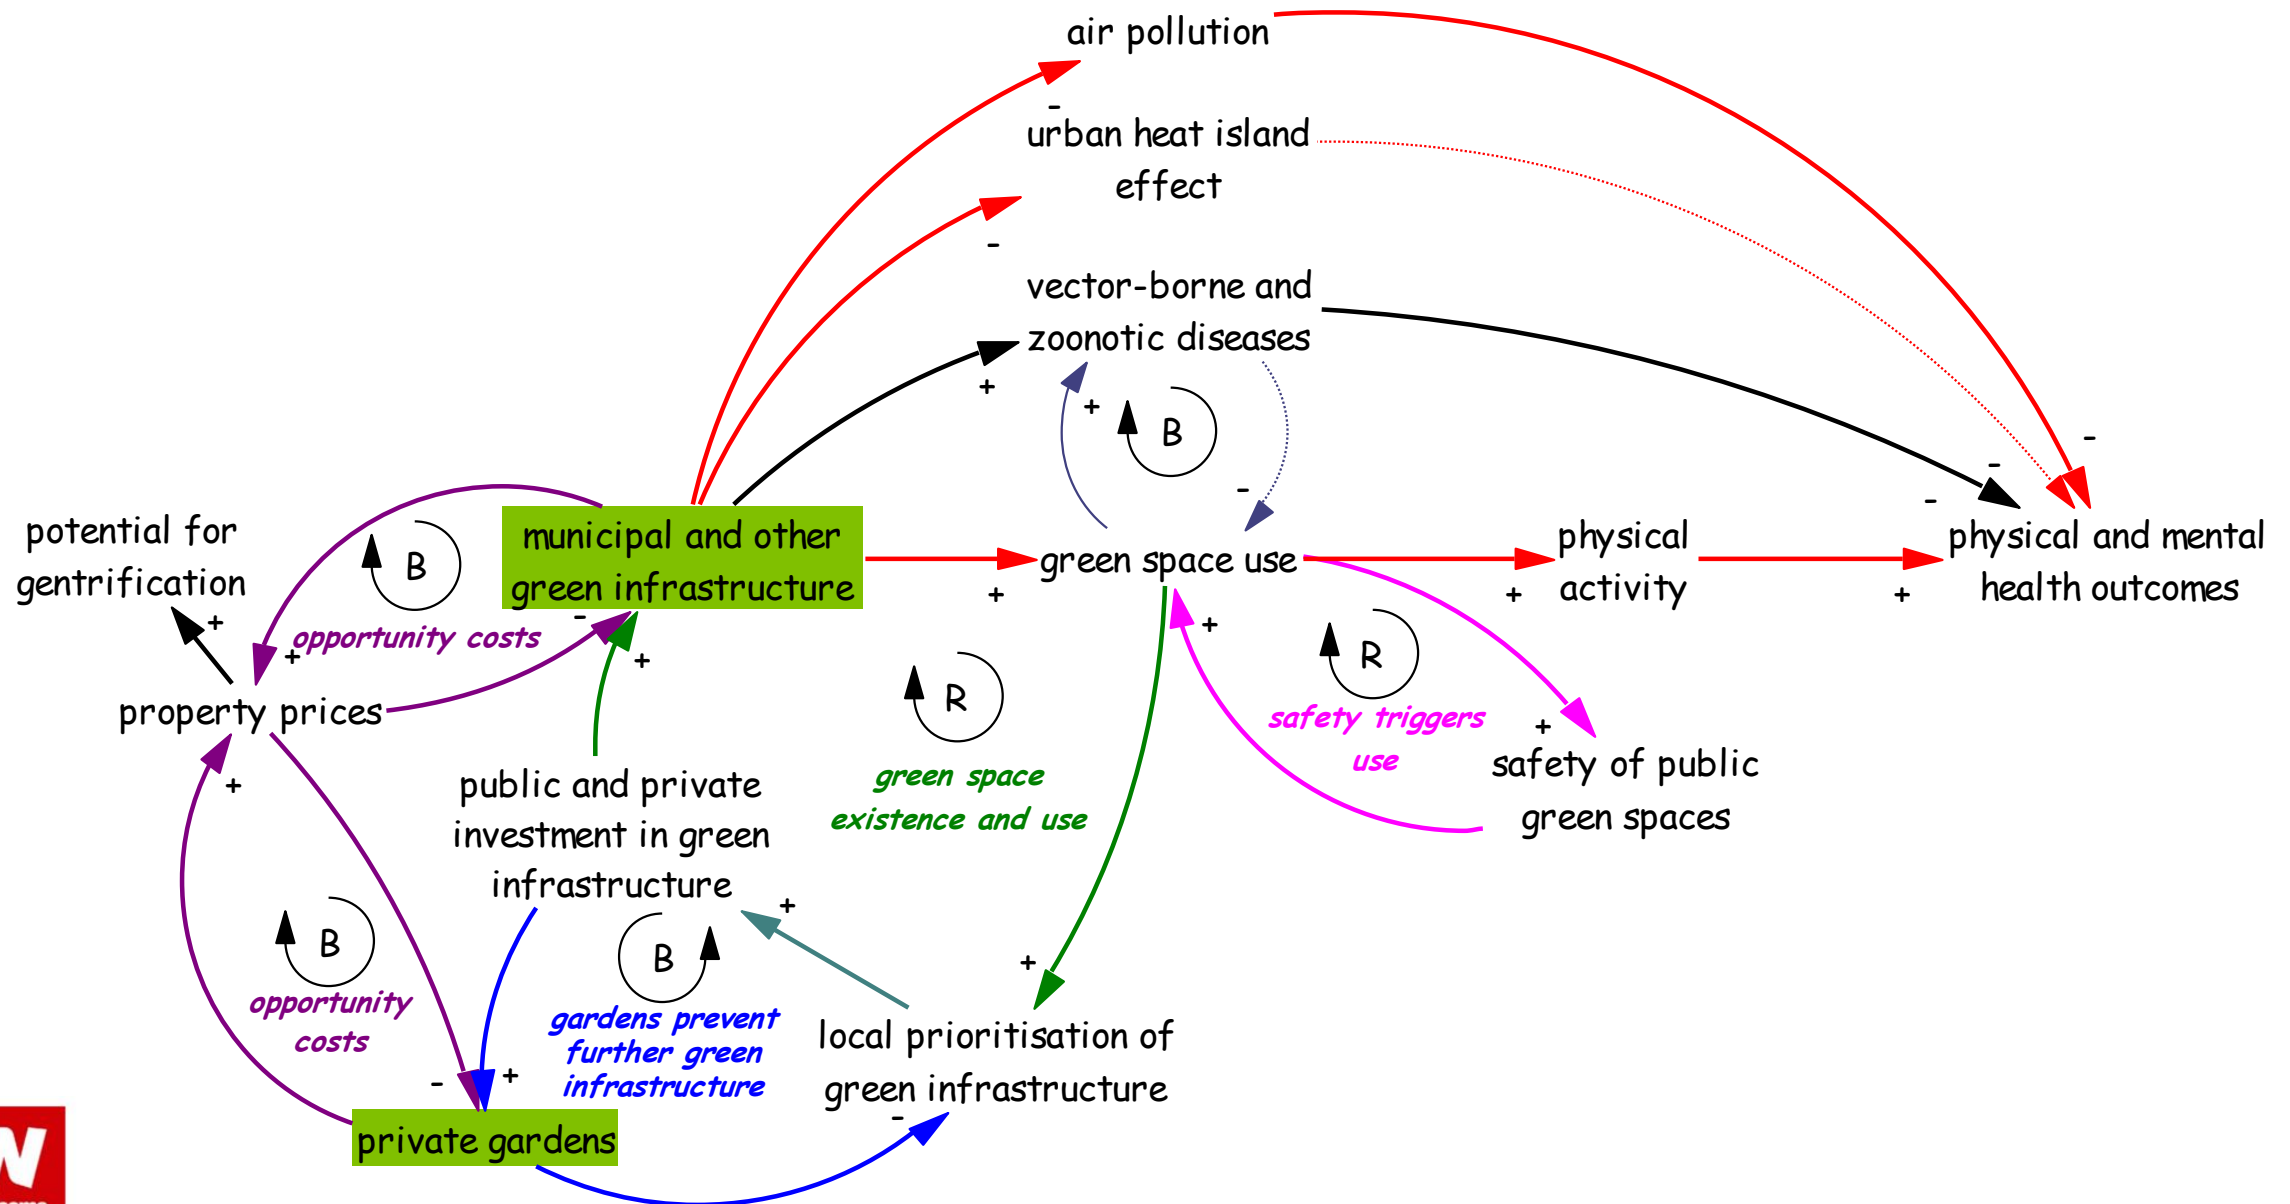 air pollution
-
urban heat island
effect
-
vector-borne and
zoonotic diseases
+
+
B
-
-
-
-
potential for
gentrification
+
B
opportunity costs
+
-
municipal and other
green infrastructure
+
+
green space use
+
+
physical
activity
+
physical and mental
health outcomes
property prices
+
R
green space
existence and use
R
safety triggers
use
+
safety of public
green spaces
public and private
investment in green
infrastructure
+
+
B
opportunity
costs
B
gardens prevent
further green
infrastructure
-
+
local prioritisation of
green infrastructure
-
private gardens
W